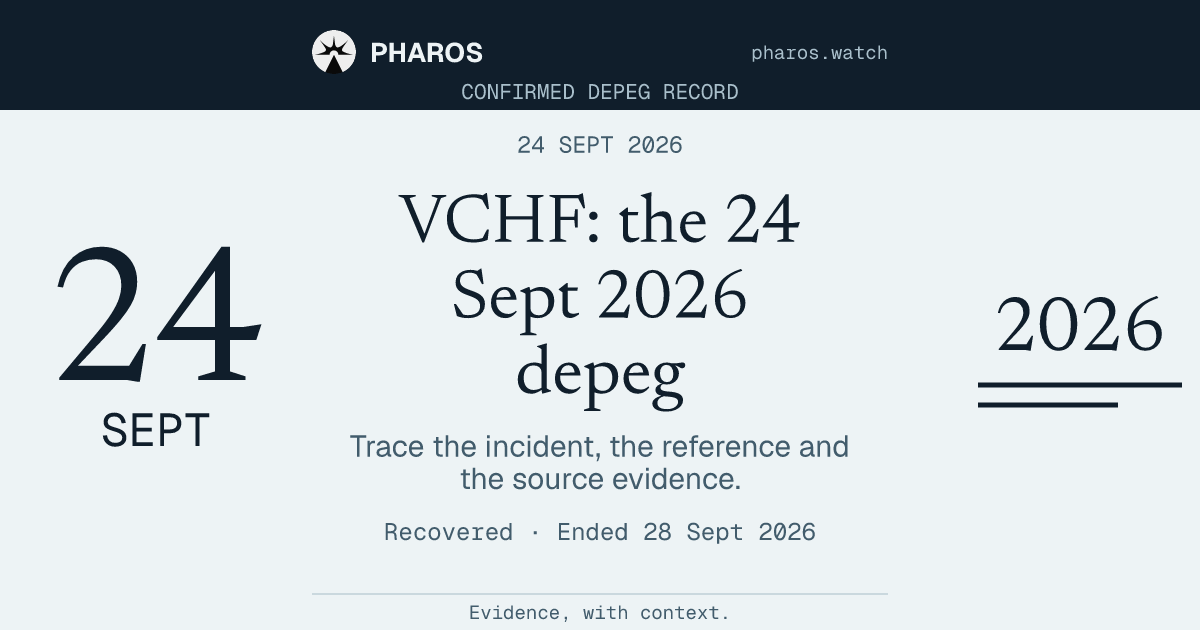 PHAROS
pharos.watch
CONFIRMED DEPEG RECORD
24 SEPT 2026
VCHF: the 24
Sept 2026
depeg
24
SEPT
2026
Trace the incident, the reference and
the source evidence.
Recovered · Ended 28 Sept 2026
Evidence, with context.